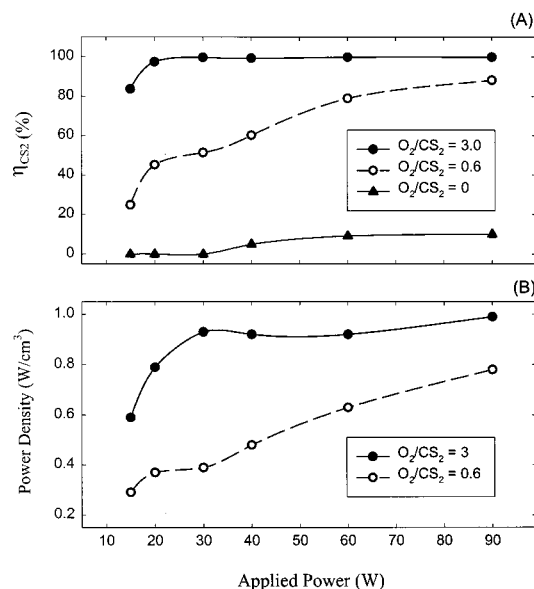 (A)
100
80
60
40
20
0
ηCS2 (%)
O2/CS2 = 3.0
O2/CS2 = 0.6
O2/CS2 = 0
(B)
1.0
0.8
0.6
0.4
0.2
Power Density (W/cm³)
O2/CS2 = 3
O2/CS2 = 0.6
10 20 30 40 50 60 70 80 90
Applied Power (W)